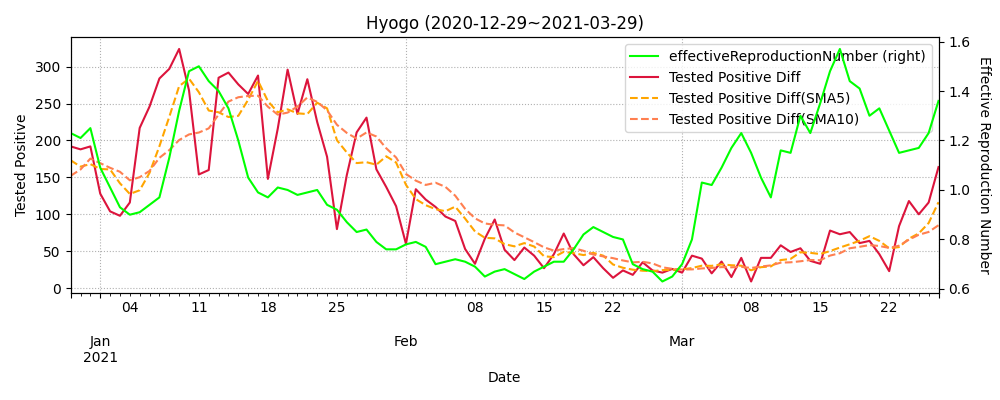 Hyogo (2020-12-29~2021-03-29)
effectiveReproductionNumber (right)
Tested Positive Diff
Tested Positive Diff(SMA5)
Tested Positive Diff(SMA10)
Tested Positive
300
250
200
150
100
50
0
1.6
1.4
1.2
1.0
0.8
0.6
Effective Reproduction Number
04 11 18 25 08 15 22 08 15 22
Jan Feb Mar
2021
Date